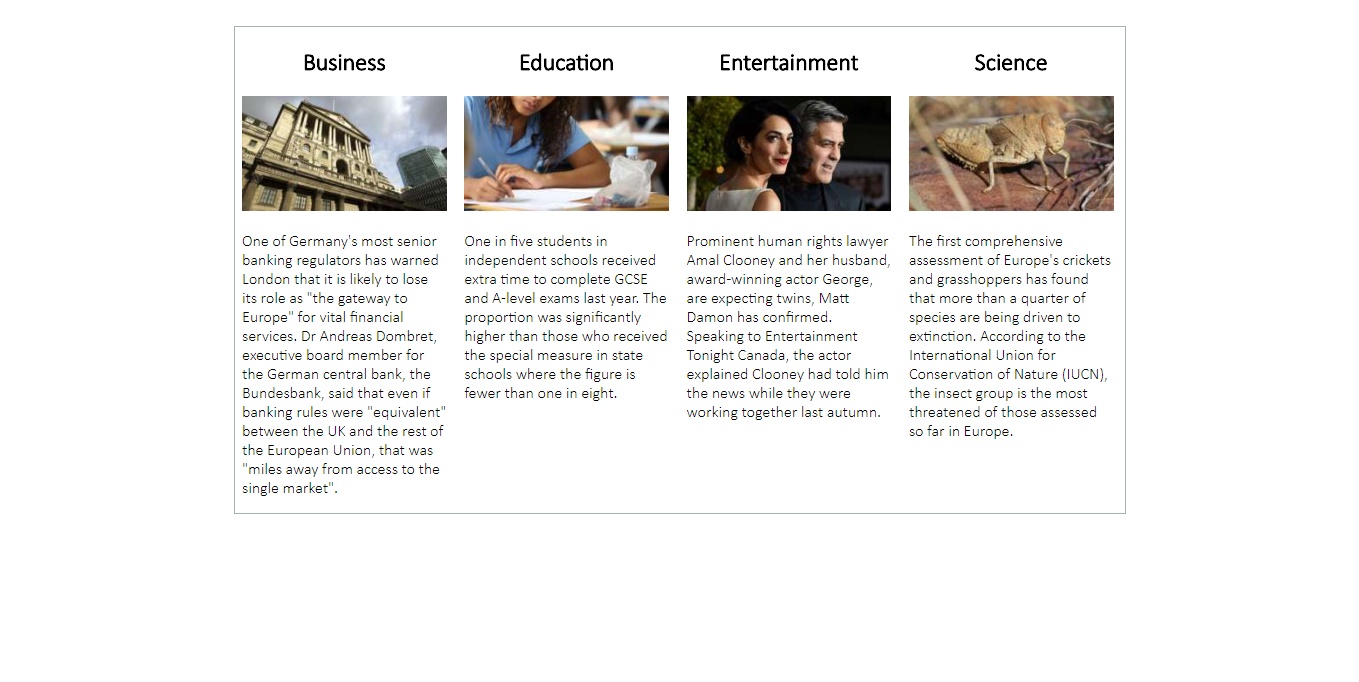 Business
One of Germany's most senior
banking regulators has warned
London that it is likely to lose
its role as "the gateway to
Europe" for vital financial
services. Dr Andreas Dombret,
executive board member for
the German central bank, the
Bundesbank, said that even if
banking rules were "equivalent"
between the UK and the rest of
the European Union, that was
"miles away from access to the
single market".
Education
One in five students in
independent schools received
extra time to complete GCSE
and A-level exams last year. The
proportion was significantly
higher than those who received
the special measure in state
schools where the figure is
fewer than one in eight.
Entertainment
Prominent human rights lawyer
Amal Clooney and her husband,
award-winning actor George,
are expecting twins, Matt
Damon has confirmed.
Speaking to Entertainment
Tonight Canada, the actor
explained Clooney had told him
the news while they were
working together last autumn.
Science
The first comprehensive
assessment of Europe's crickets
and grasshoppers has found
that more than a quarter of
species are being driven to
extinction. According to the
International Union for
Conservation of Nature (IUCN),
the insect group is the most
threatened of those assessed
so far in Europe.